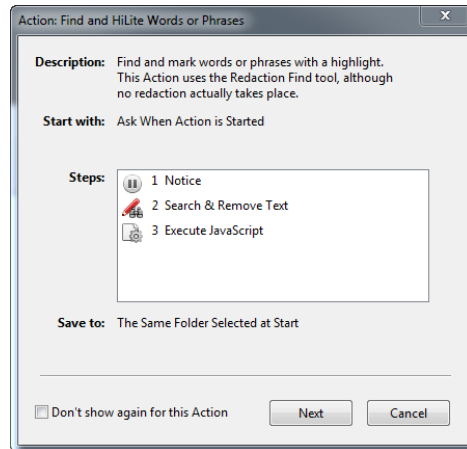 Action: Find and HiLite Words or Phrases
X
Description: Find and mark words or phrases with a highlight.
This Action uses the Redaction Find tool, although
no redaction actually takes place.
Start with: Ask When Action is Started
Steps: 1 Notice
2 Search & Remove Text
3 Execute JavaScript
Save to: The Same Folder Selected at Start
Don't show again for this Action Next Cancel